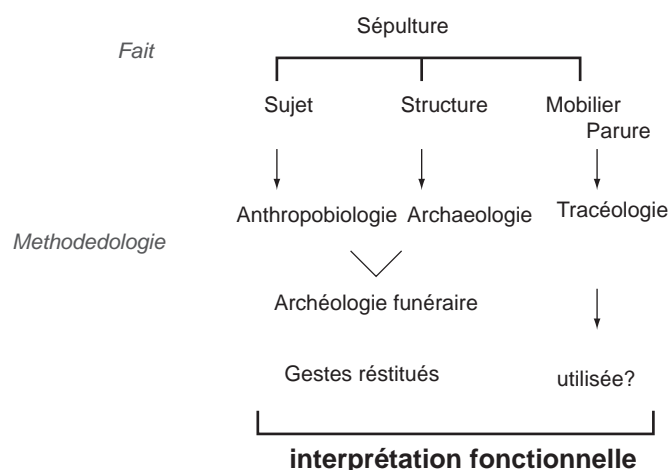 Sépulture
Fait
Sujet
Structure
Mobilier
Parure
Anthropobiologie
Archaeologie
Tracéologie
Methodedologie
Archéologie funéraire
Gestes réstitués
utilisée?
interprétation fonctionnelle